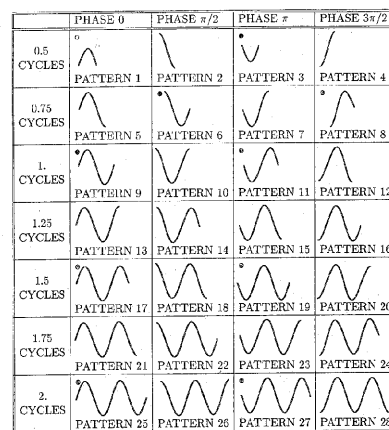 PHASE 0 PHASE π/2 PHASE π PHASE 3π/2
0.5 CYCLES
PATTERN 1 PATTERN 2 PATTERN 3 PATTERN 4
0.75 CYCLES
PATTERN 5 PATTERN 6 PATTERN 7 PATTERN 8
1. CYCLES
PATTERN 9 PATTERN 10 PATTERN 11 PATTERN 12
1.25 CYCLES
PATTERN 13 PATTERN 14 PATTERN 15 PATTERN 16
1.5 CYCLES
PATTERN 17 PATTERN 18 PATTERN 19 PATTERN 20
1.75 CYCLES
PATTERN 21 PATTERN 22 PATTERN 23 PATTERN 24
2. CYCLES
PATTERN 25 PATTERN 26 PATTERN 27 PATTERN 28